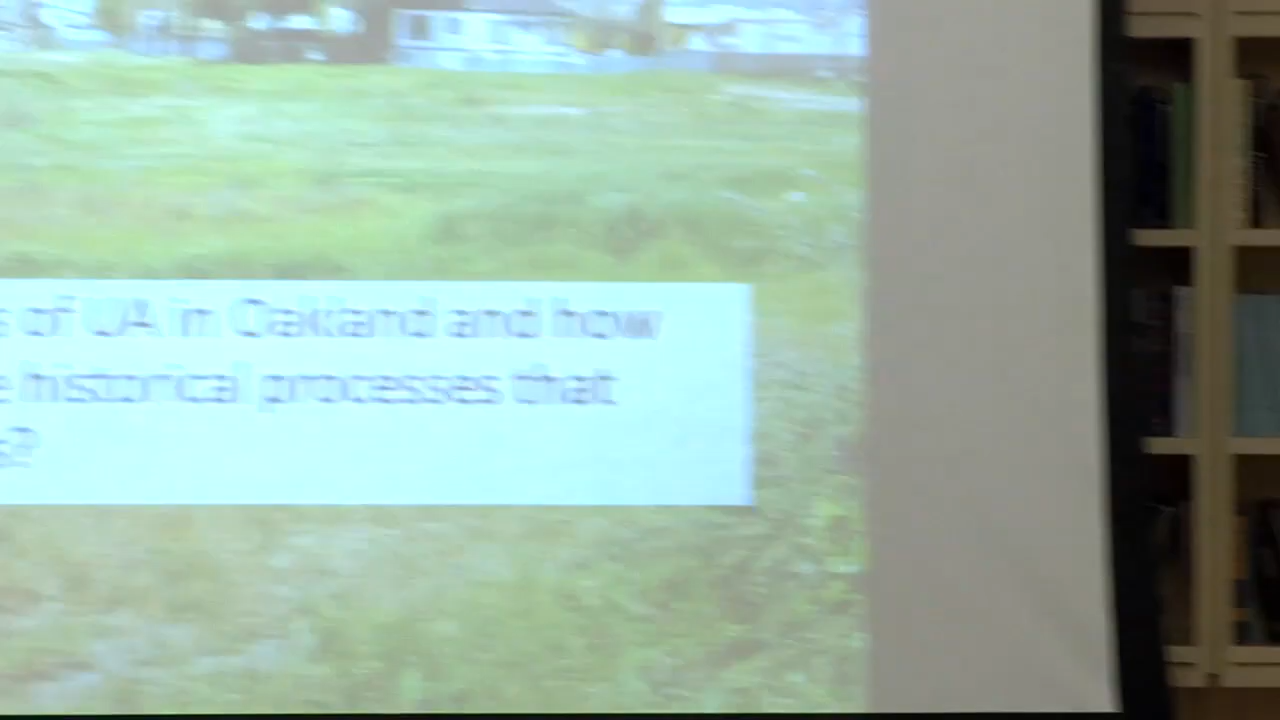 of UA in Oakland and how
historical processes that
s?